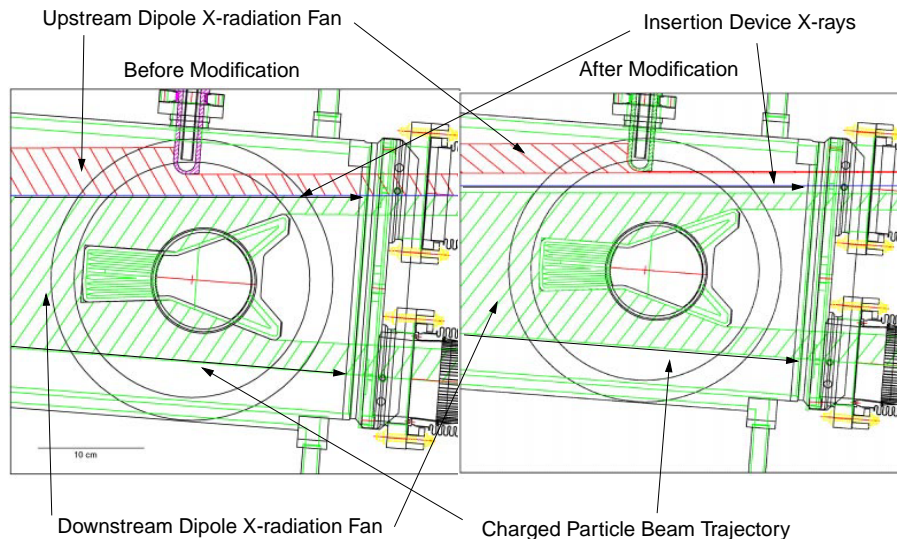 Upstream Dipole X-radiation Fan
Insertion Device X-rays
Before Modification
After Modification
10 cm
Downstream Dipole X-radiation Fan
Charged Particle Beam Trajectory